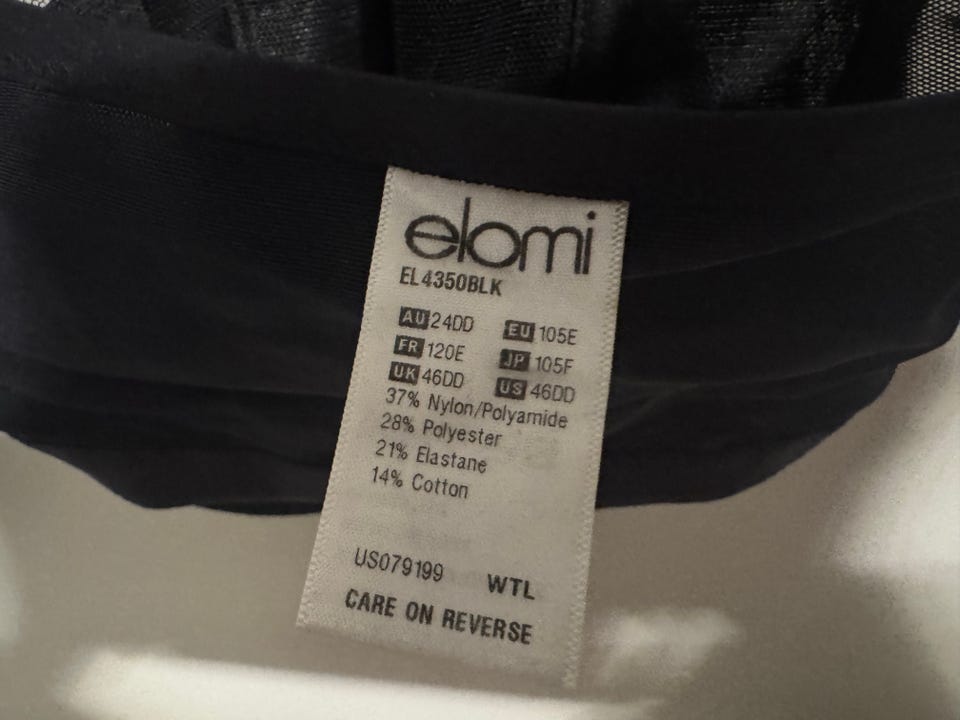 elomi
EL4350BLK
AU 24DD EU 105E
FR 120E JP 105F
UK 46DD US 46DD
37% Nylon/Polyamide
28% Polyester
21% Elastane
14% Cotton
US079199 WTL
CARE ON REVERSE